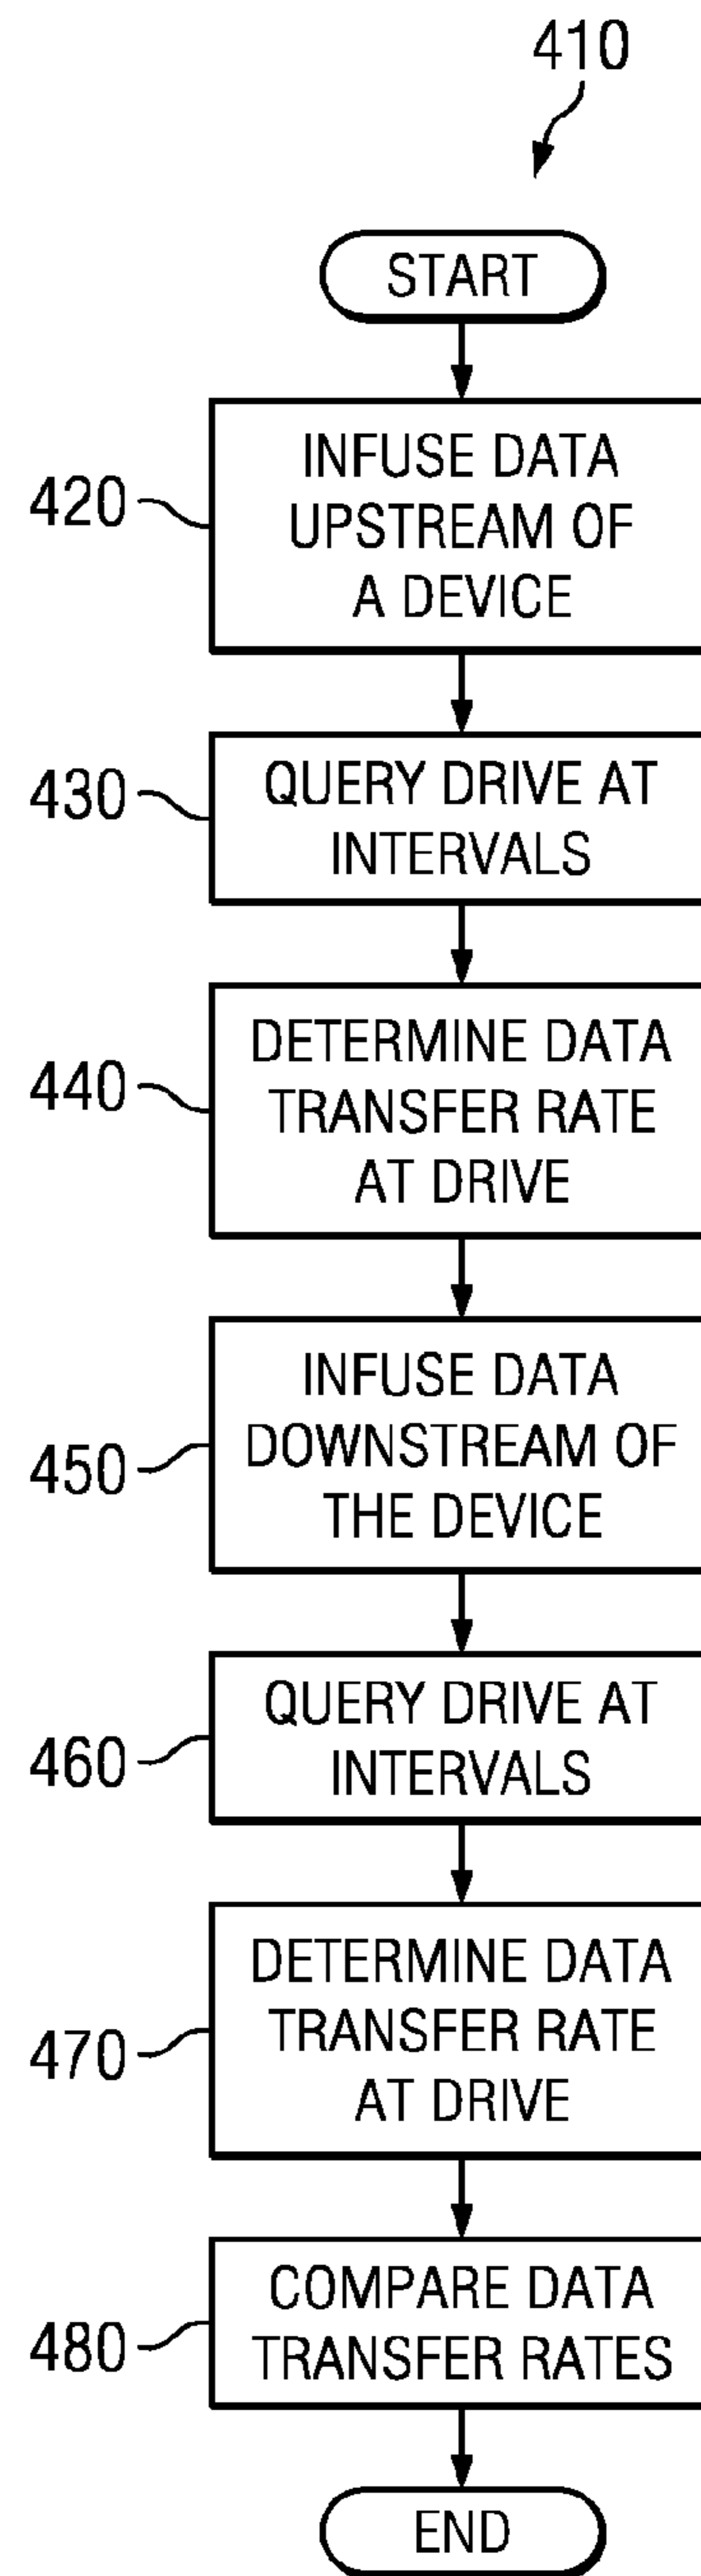 410
START
420
INFUSE DATA
UPSTREAM OF
A DEVICE
430
QUERY DRIVE AT
INTERVALS
440
DETERMINE DATA
TRANSFER RATE
AT DRIVE
450
INFUSE DATA
DOWNSTREAM OF
THE DEVICE
460
QUERY DRIVE AT
INTERVALS
470
DETERMINE DATA
TRANSFER RATE
AT DRIVE
480
COMPARE DATA
TRANSFER RATES
END